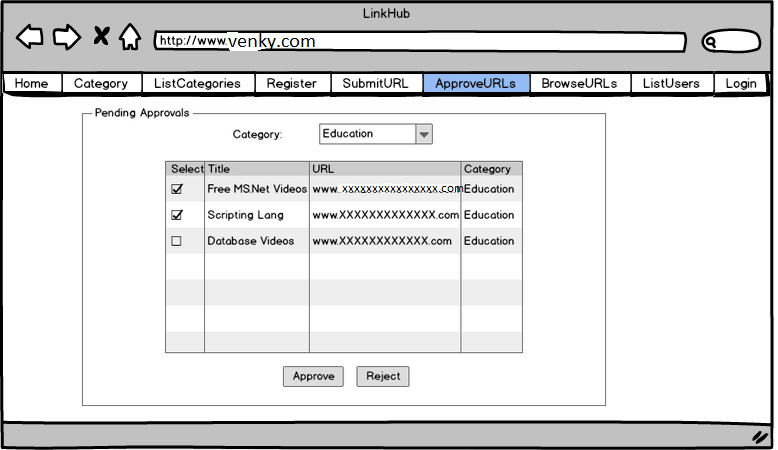 LinkHub
http://www.venky.com
Home Category ListCategories Register SubmitURL ApproveURLs BrowseURLs ListUsers Login
Pending Approvals
Category: Education
Select Title URL Category
Free MS.Net Videos www. xxxxxxxxxxxxxxxx.com Education
Scripting Lang www.XXXXXXXXXXXXX.com Education
Database Videos www.XXXXXXXXXXXX.com Education
Approve Reject